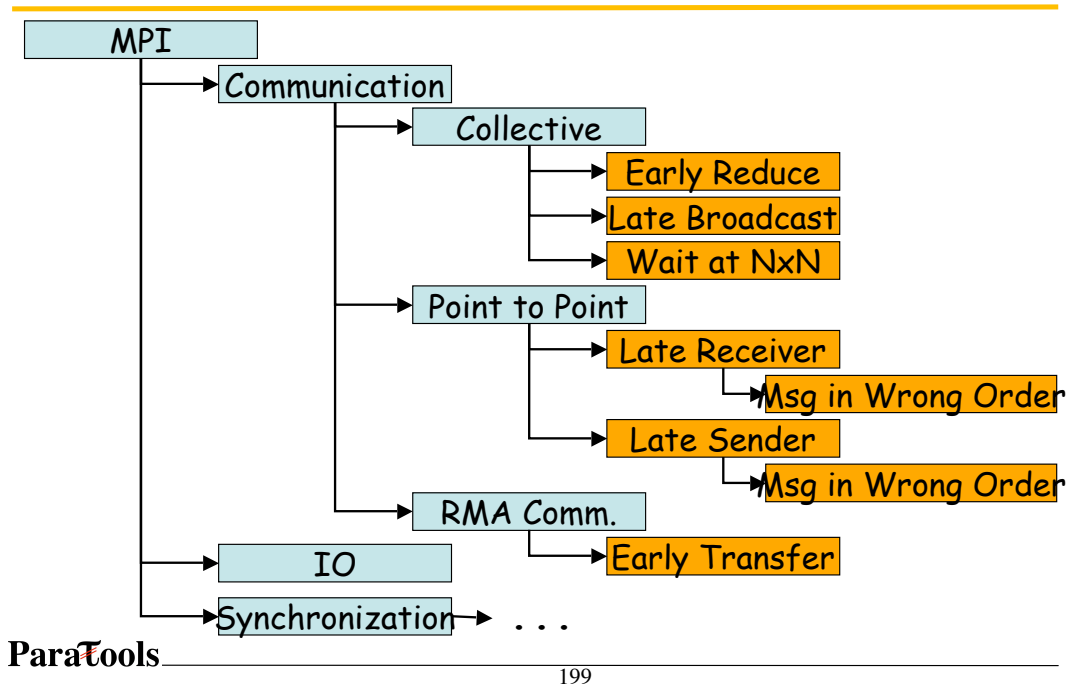 MPI
Communication
Collective
Early Reduce
Late Broadcast
Wait at NxN
Point to Point
Late Receiver
Msg in Wrong Order
Late Sender
Msg in Wrong Order
RMA Comm.
Early Transfer
IO
Synchronization
. . .
ParaTools
199